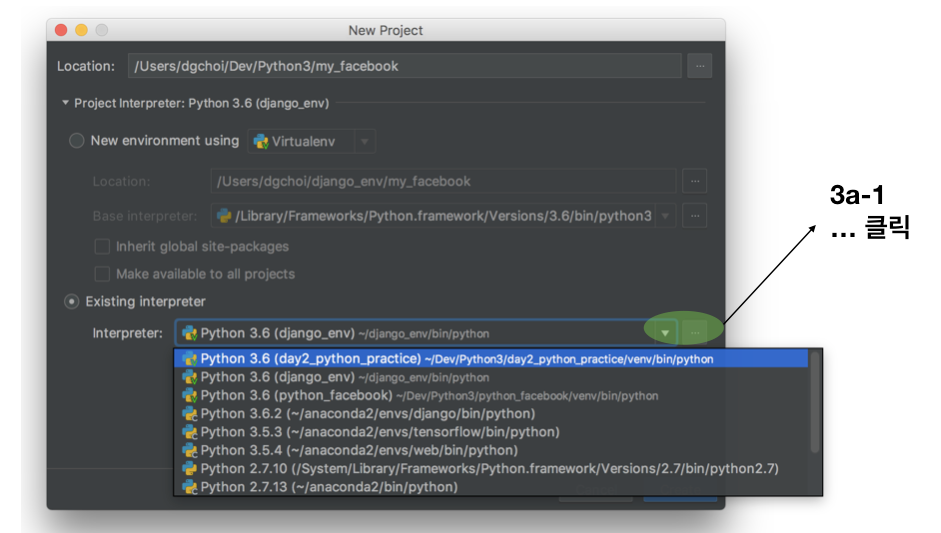 New Project
Location: /Users/dgchoi/Dev/Python3/my_facebook ...
Project Interpreter: Python 3.6 (django_env)
New environment using Virtualenv
Location: /Users/dgchoi/django_env/my_facebook ...
Base interpreter: /Library/Frameworks/Python.framework/Versions/3.6/bin/python3 ...
Inherit global site-packages
Make available to all projects
Existing interpreter
Interpreter: Python 3.6 (django_env) ~/django_env/bin/python ...
Python 3.6 (day2_python_practice) ~/Dev/Python3/day2_python_practice/venv/bin/python
Python 3.6 (django_env) ~/django_env/bin/python
Python 3.6 (python_facebook) ~/Dev/Python3/python_facebook/venv/bin/python
Python 3.6.2 (~/anaconda2/envs/django/bin/python)
Python 3.5.3 (~/anaconda2/envs/tensorflow/bin/python)
Python 3.5.4 (~/anaconda2/envs/web/bin/python)
Python 2.7.10 (/System/Library/Frameworks/Python.framework/Versions/2.7/bin/python2.7)
Python 2.7.13 (~/anaconda2/bin/python)
3a-1
... 클릭